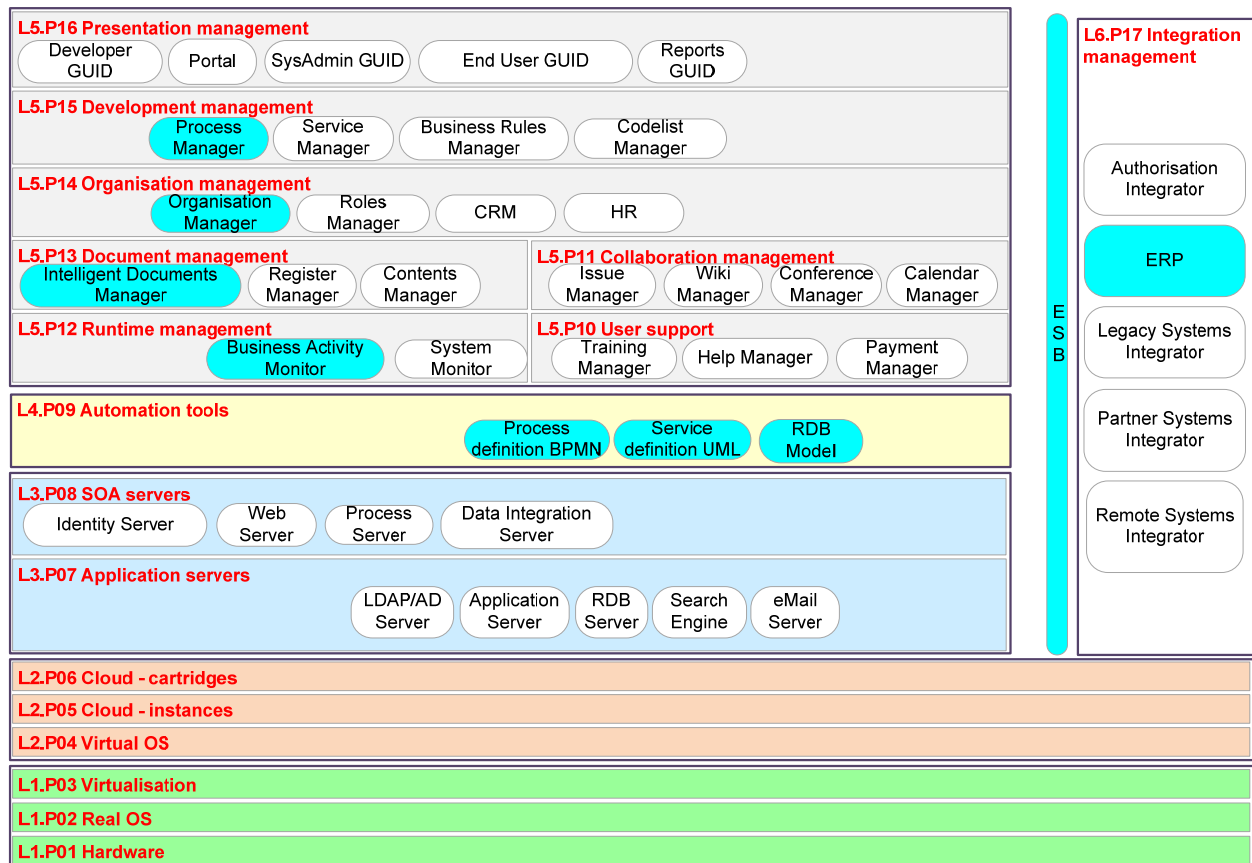 L5.P16 Presentation management
Developer
GUID
Portal
SysAdmin GUID
End User GUID
Reports
GUID
L5.P15 Development management
Process
Manager
Service
Manager
Business Rules
Manager
Codelist
Manager
L5.P14 Organisation management
Organisation
Manager
Roles
Manager
CRM
HR
L5.P13 Document management
Intelligent Documents
Manager
Register
Manager
Contents
Manager
L5.P11 Collaboration management
Issue
Manager
Wiki
Manager
Conference
Manager
Calendar
Manager
L5.P12 Runtime management
Business Activity
Monitor
System
Monitor
L5.P10 User support
Training
Manager
Help Manager
Payment
Manager
L4.P09 Automation tools
Process
definition BPMN
Service
definition UML
RDB
Model
L3.P08 SOA servers
Identity Server
Web
Server
Process
Server
Data Integration
Server
L3.P07 Application servers
LDAP/AD
Server
Application
Server
RDB
Server
Search
Engine
eMail
Server
E
S
B
L6.P17 Integration
management
Authorisation
Integrator
ERP
Legacy Systems
Integrator
Partner Systems
Integrator
Remote Systems
Integrator
L2.P06 Cloud - cartridges
L2.P05 Cloud - instances
L2.P04 Virtual OS
L1.P03 Virtualisation
L1.P02 Real OS
L1.P01 Hardware